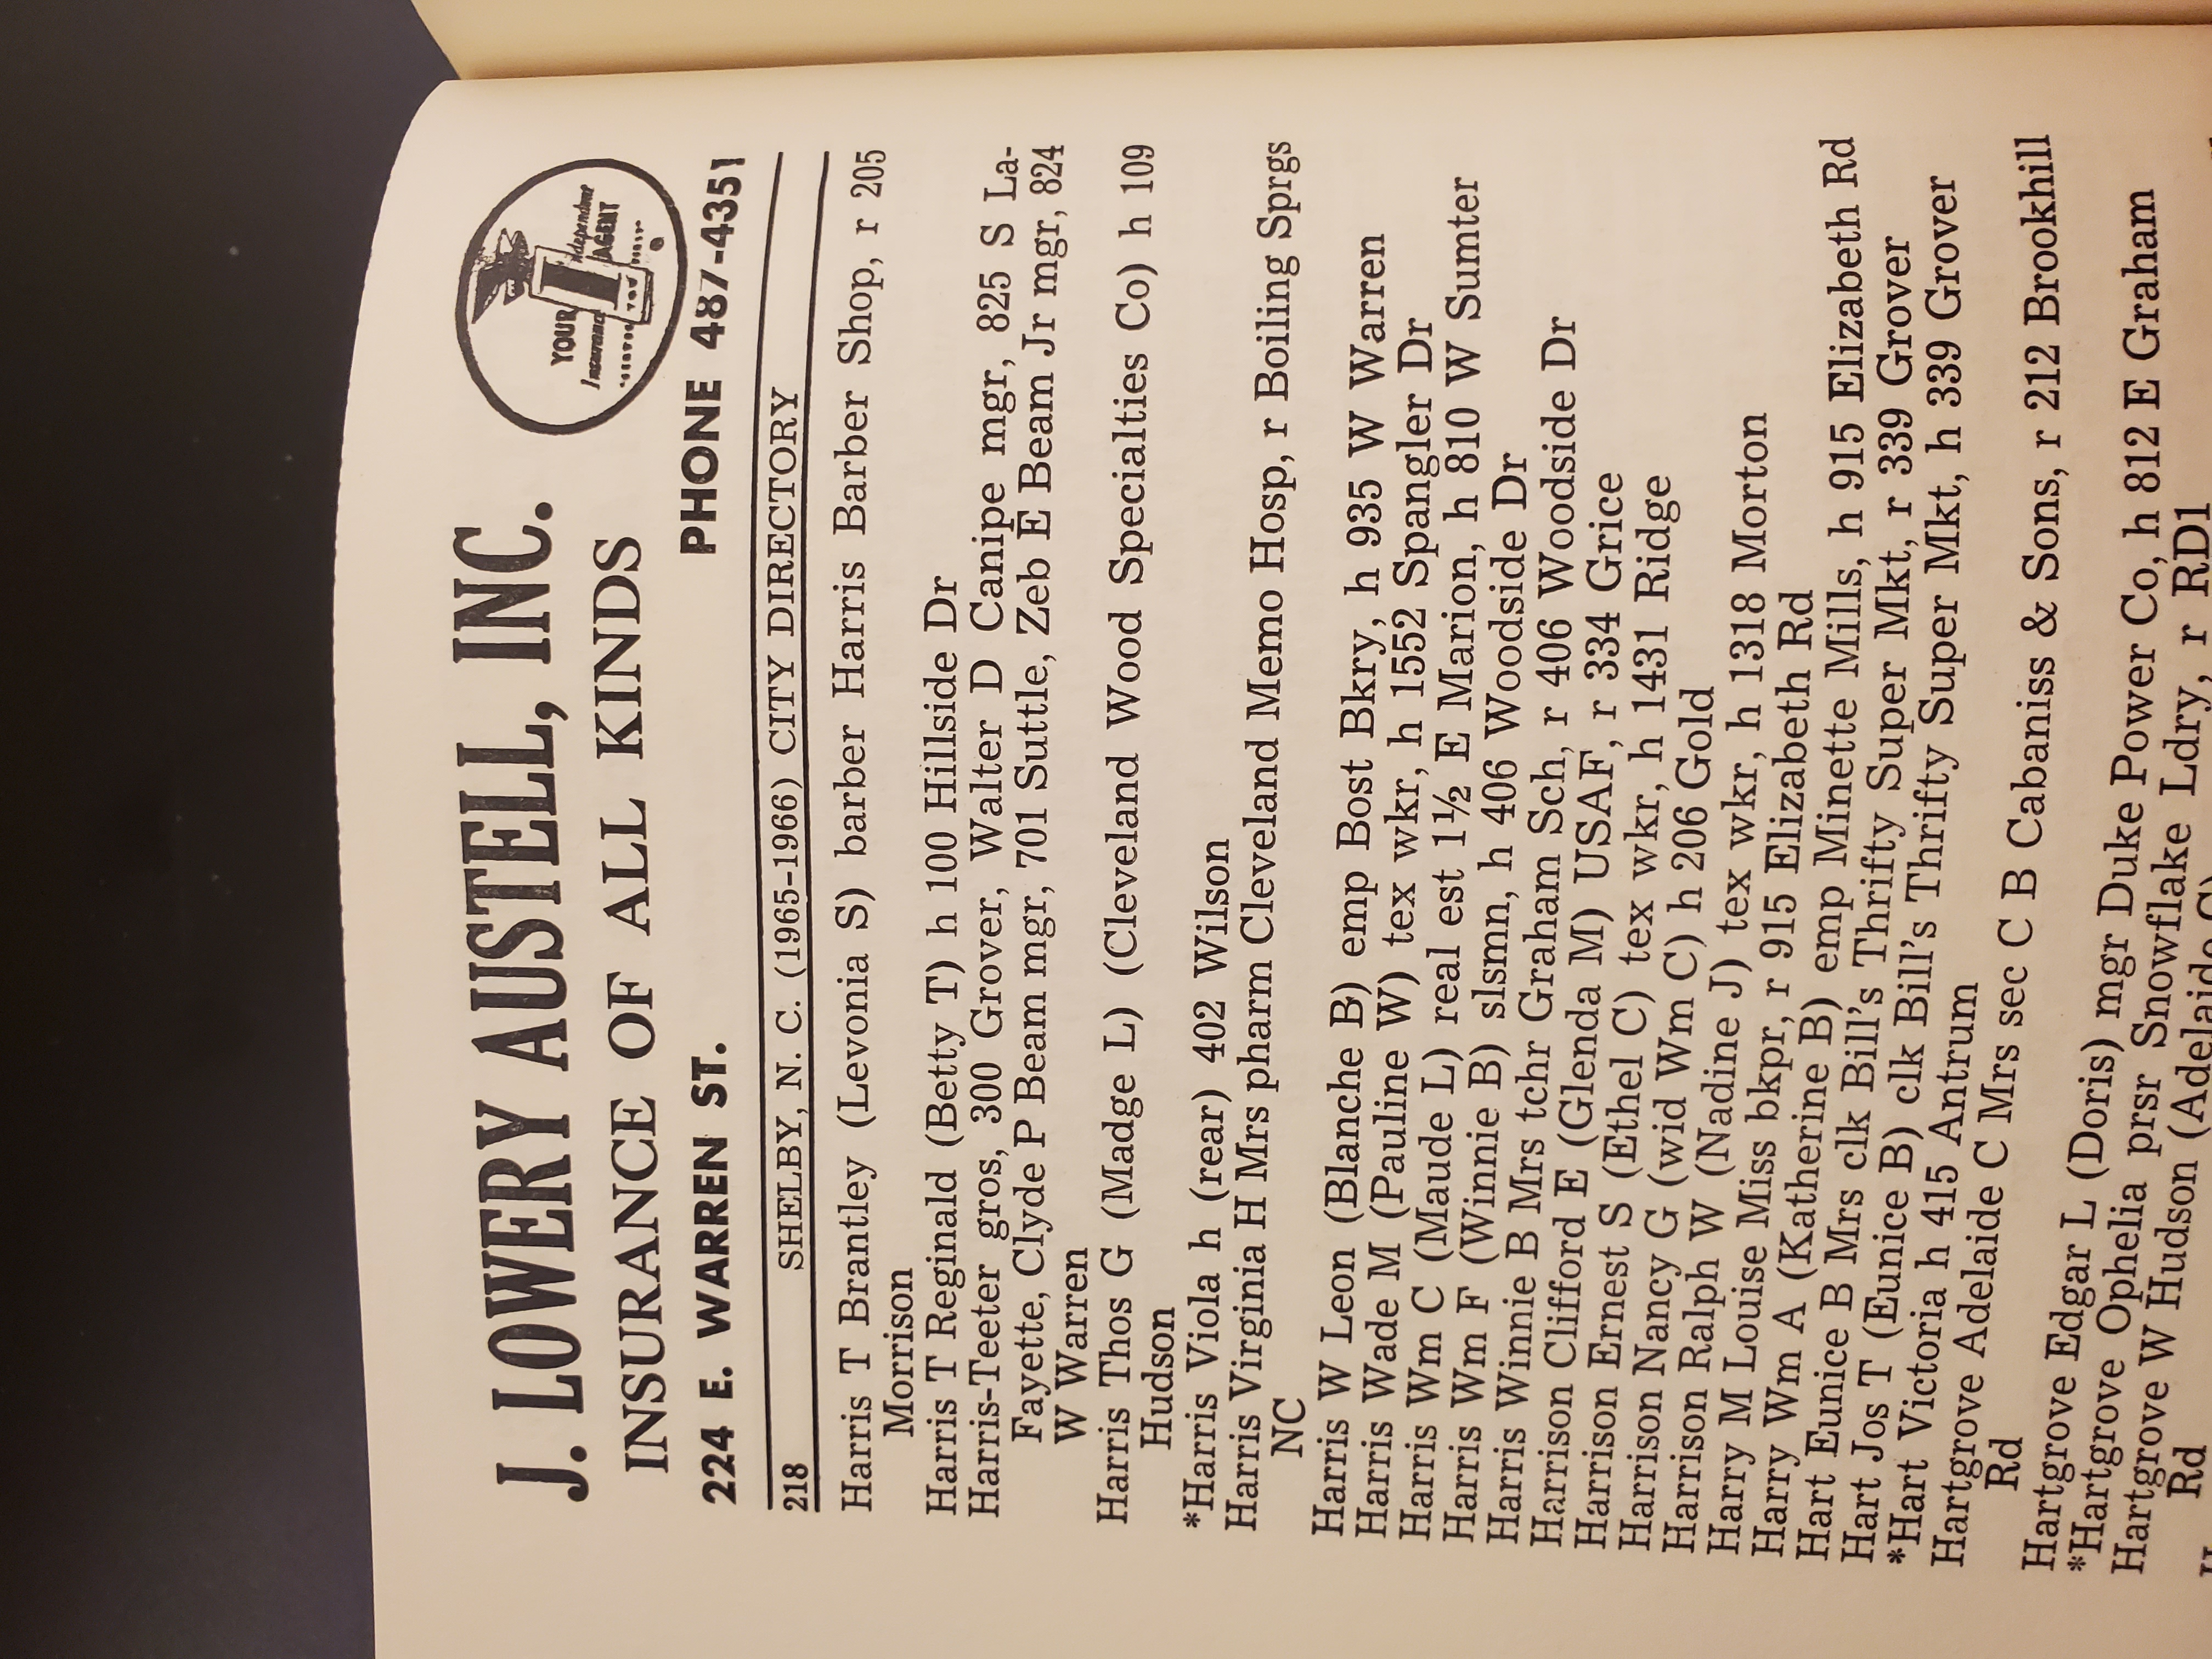 J. LOWERY AUSTELL, INC.
INSURANCE OF ALL KINDS
224 E. WARREN ST.
PHONE 487-4351
YOUR
Independent
Insurance
AGENT
218
SHELBY, N. C. (1965-1966) CITY DIRECTORY
Harris T Brantley (Levonia S) barber Harris Barber Shop, r 205
Morrison
Harris T Reginald (Betty T) h 100 Hillside Dr
Harris-Teeter gros, 300 Grover, Walter D Canipe mgr, 825 S La-
Fayette, Clyde P Beam mgr, 701 Suttle, Zeb E Beam Jr mgr, 824
W Warren
Harris Thos G (Madge L) (Cleveland Wood Specialties Co) h 109
Hudson
*Harris Viola h (rear) 402 Wilson
Harris Virginia H Mrs pharm Cleveland Memo Hosp, r Boiling Sprgs
NC
Harris W Leon (Blanche B) emp Bost Bkry, h 935 W Warren
Harris Wade M (Pauline W) tex wkr, h 1552 Spangler Dr
Harris Wm C (Maude L) real est 1½ E Marion, h 810 W Sumter
Harris Wm F (Winnie B) slsmn, h 406 Woodside Dr
Harris Winnie B Mrs tchr Graham Sch, r 406 Woodside Dr
Harrison Clifford E (Glenda M) USAF, r 334 Grice
Harrison Ernest S (Ethel C) tex wkr, h 1431 Ridge
Harrison Nancy G (wid Wm C) h 206 Gold
Harrison Ralph W (Nadine J) tex wkr, h 1318 Morton
Harry M Louise Miss bkpr, r 915 Elizabeth Rd
Harry Wm A (Katherine B) emp Minette Mills, h 915 Elizabeth Rd
Hart Eunice B Mrs clk Bill's Thrifty Super Mkt, r 339 Grover
Hart Jos T (Eunice B) clk Bill's Thrifty Super Mkt, h 339 Grover
*Hart Victoria h 415 Antrum
Hartgrove Adelaide C Mrs sec C B Cabaniss & Sons, r 212 Brookhill
Rd
Hartgrove Edgar L (Doris) mgr Duke Power Co, h 812 E Graham
*Hartgrove Ophelia prsr Snowflake Ldry, r RD1
Hartgrove W Hudson (Adelaide C)
Rd